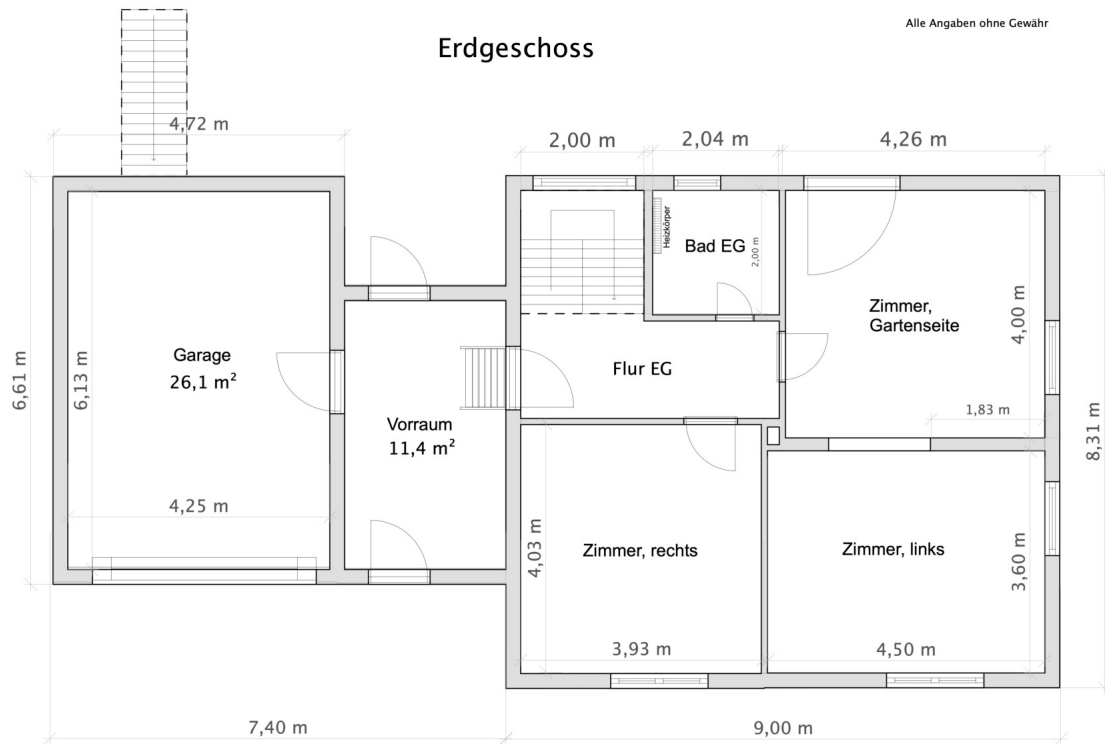 Alle Angaben ohne Gewähr
Erdgeschoss
4,72 m
2,00 m
2,04 m
4,26 m
Heizkörper
Bad EG
2,00 m
Zimmer,
Gartenseite
4,00 m
Garage
26,1 m²
6,61 m
6,13 m
Flur EG
Vorraum
11,4 m²
1,83 m
8,31 m
4,25 m
4,03 m
Zimmer, rechts
Zimmer, links
3,60 m
3,93 m
4,50 m
7,40 m
9,00 m